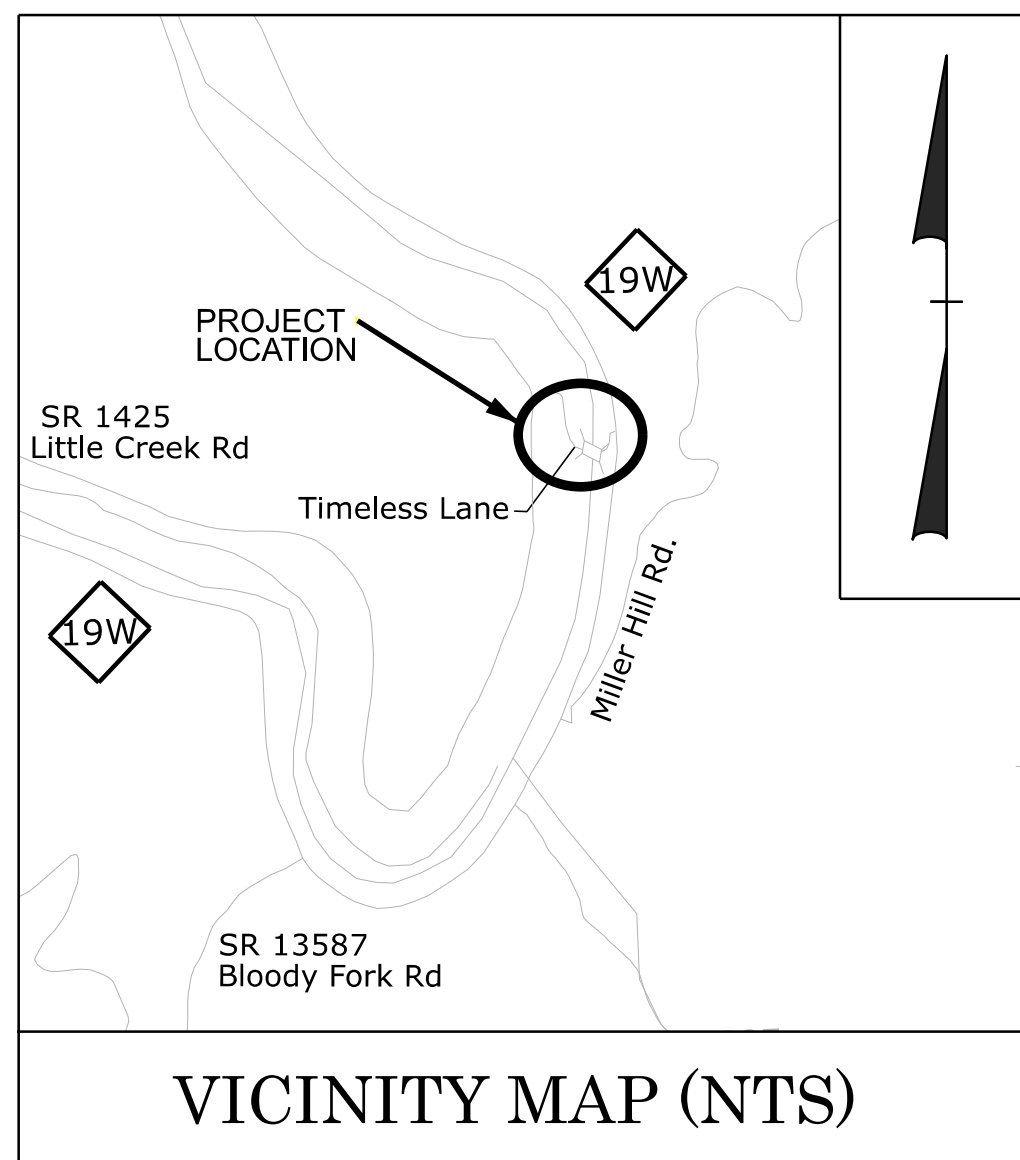 19W
PROJECT
LOCATION
SR 1425
Little Creek Rd
Timeless Lane
Miller Hill Rd.
19W
SR 13587
Bloody Fork Rd
VICINITY MAP (NTS)